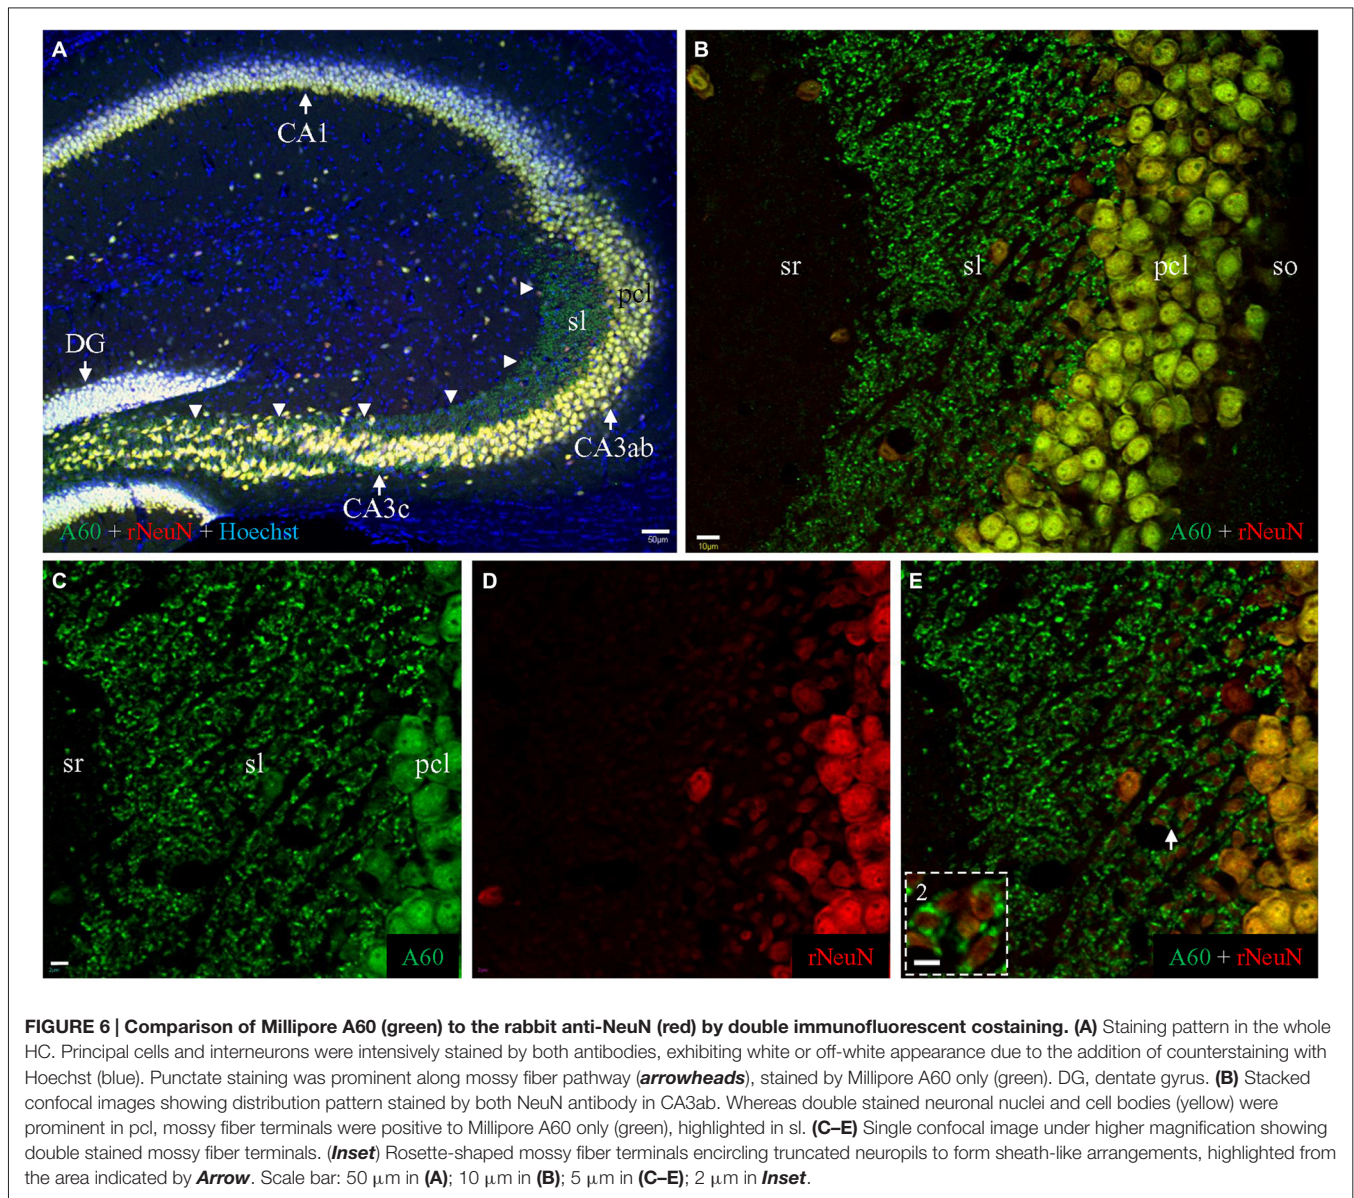 A
CA1
DG
sl
pcl
CA3ab
CA3c
A60 + rNeuN + Hoechst
50μm
B
sr
sl
pcl
so
10μm
A60 + rNeuN
C
sr
sl
pcl
2μm
A60
D
2μm
rNeuN
E
2
A60 + rNeuN
FIGURE 6 | Comparison of Millipore A60 (green) to the rabbit anti-NeuN (red) by double immunofluorescent costaining. (A) Staining pattern in the whole
HC. Principal cells and interneurons were intensively stained by both antibodies, exhibiting white or off-white appearance due to the addition of counterstaining with
Hoechst (blue). Punctate staining was prominent along mossy fiber pathway (arrowheads), stained by Millipore A60 only (green). DG, dentate gyrus. (B) Stacked
confocal images showing distribution pattern stained by both NeuN antibody in CA3ab. Whereas double stained neuronal nuclei and cell bodies (yellow) were
prominent in pcl, mossy fiber terminals were positive to Millipore A60 only (green), highlighted in sl. (C–E) Single confocal image under higher magnification showing
double stained mossy fiber terminals. (Inset) Rosette-shaped mossy fiber terminals encircling truncated neuropils to form sheath-like arrangements, highlighted from
the area indicated by Arrow. Scale bar: 50 μm in (A); 10 μm in (B); 5 μm in (C–E); 2 μm in Inset.